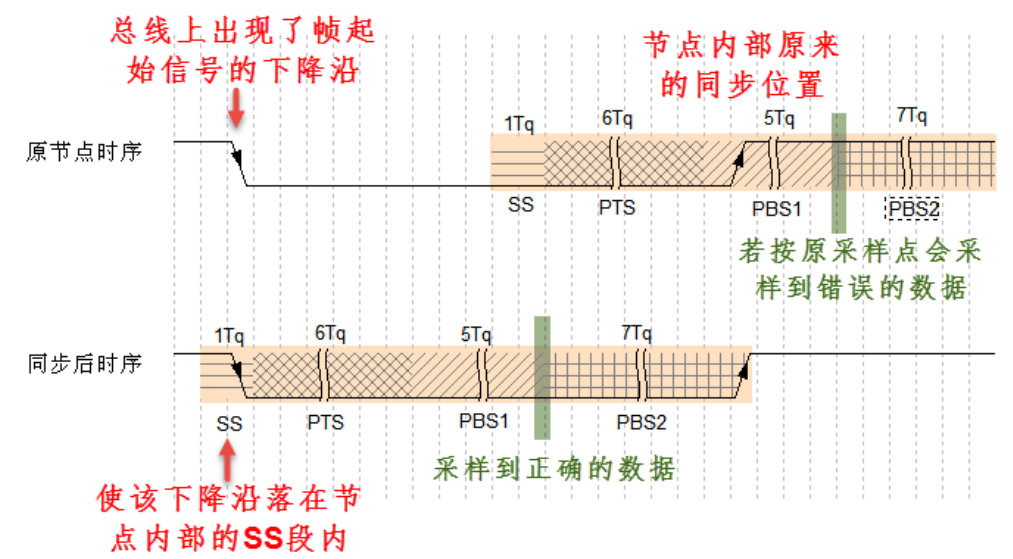 总线上出现了帧起
始信号的下降沿
节点内部原来
的同步位置
1Tq
6Tq
5Tq
7Tq
原节点时序
SS
PTS
PBS1
PBS2
若按原采样点会采
样到错误的数据
1Tq
6Tq
5Tq
7Tq
同步后时序
SS
PTS
PBS1
PBS2
采样到正确的数据
使该下降沿落在节
点内部的SS段内